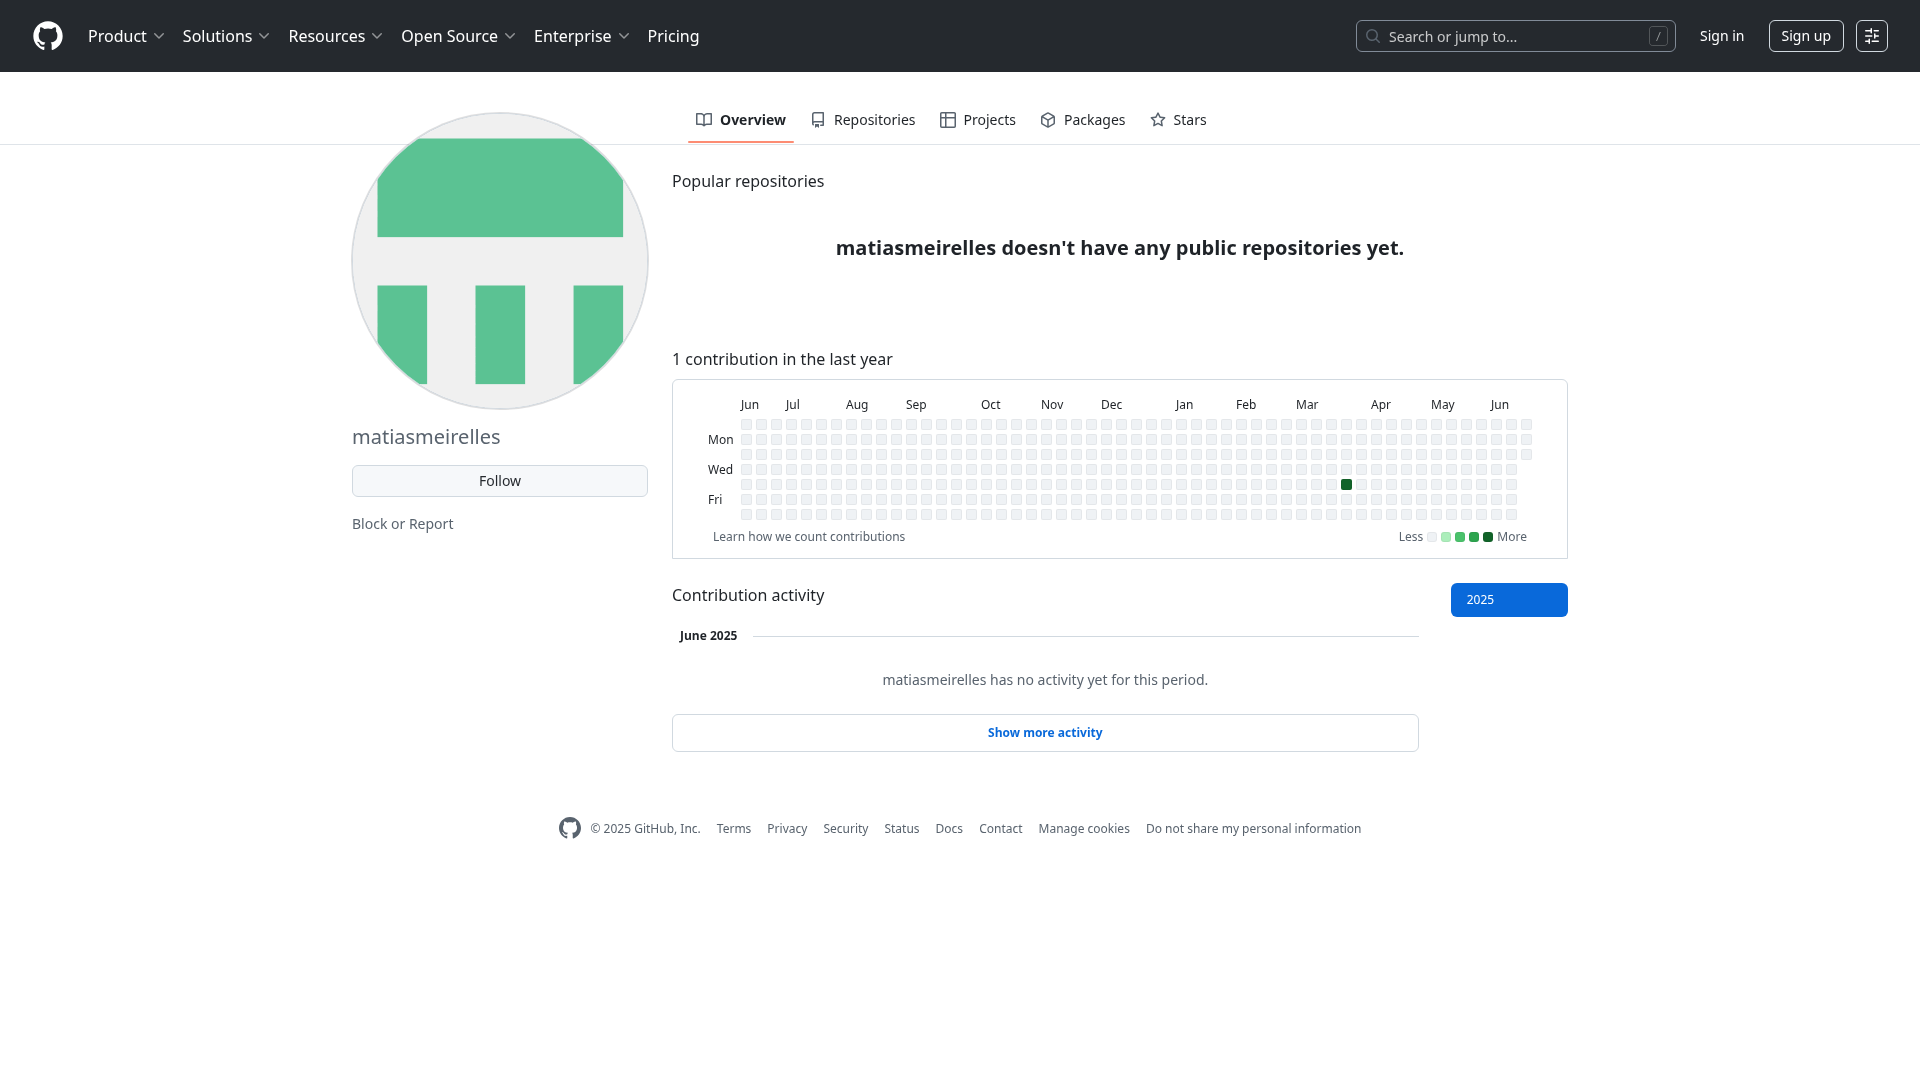 Product Solutions Resources Open Source Enterprise Pricing
Search or jump to... /
Sign in Sign up
Overview Repositories Projects Packages Stars
Popular repositories
matiasmeirelles doesn't have any public repositories yet.
1 contribution in the last year
Jun Jul Aug Sep Oct Nov Dec Jan Feb Mar Apr May Jun
Mon
Wed
Fri
Learn how we count contributions
Less More
matiasmeirelles
Follow
Block or Report
Contribution activity
2025
June 2025
matiasmeirelles has no activity yet for this period.
Show more activity
© 2025 GitHub, Inc. Terms Privacy Security Status Docs Contact Manage cookies Do not share my personal information